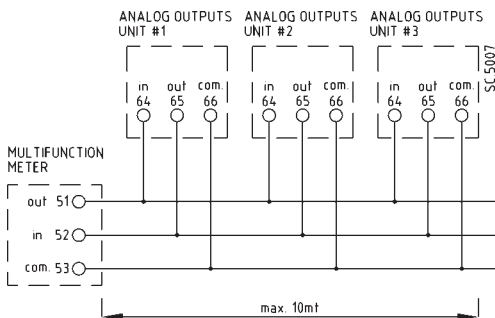 ANALOG OUTPUTS
UNIT #1
ANALOG OUTPUTS
UNIT #2
ANALOG OUTPUTS
UNIT #3
SC5007
in out com.
64 65 66
in out com.
64 65 66
in out com.
64 65 66
MULTIFUNCTION
METER
out 51
in 52
com. 53
max. 10mt